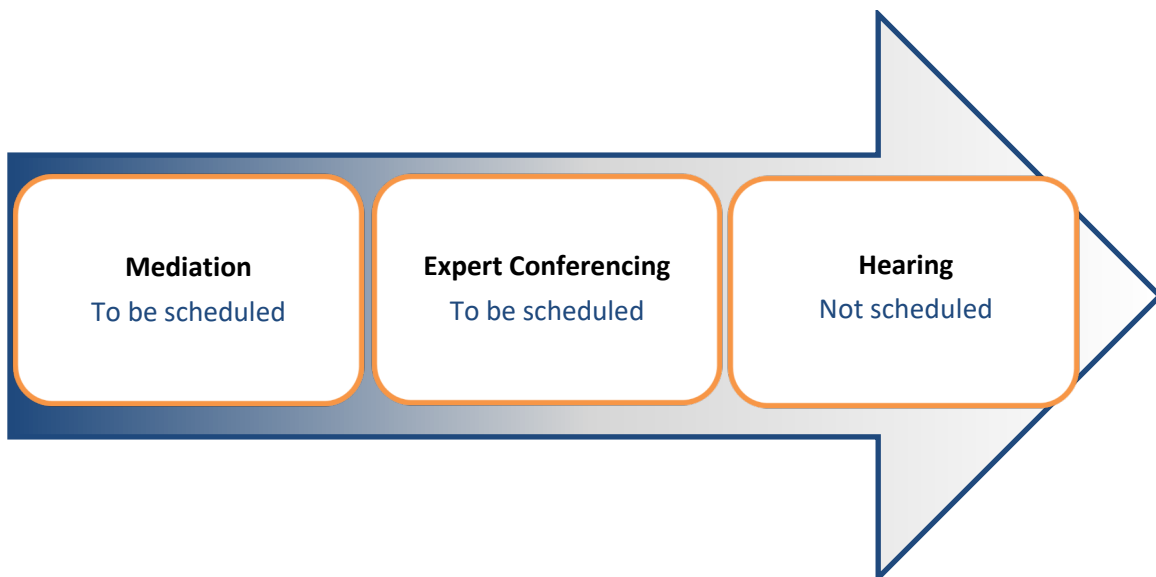 Mediation
To be scheduled
Expert Conferencing
To be scheduled
Hearing
Not scheduled